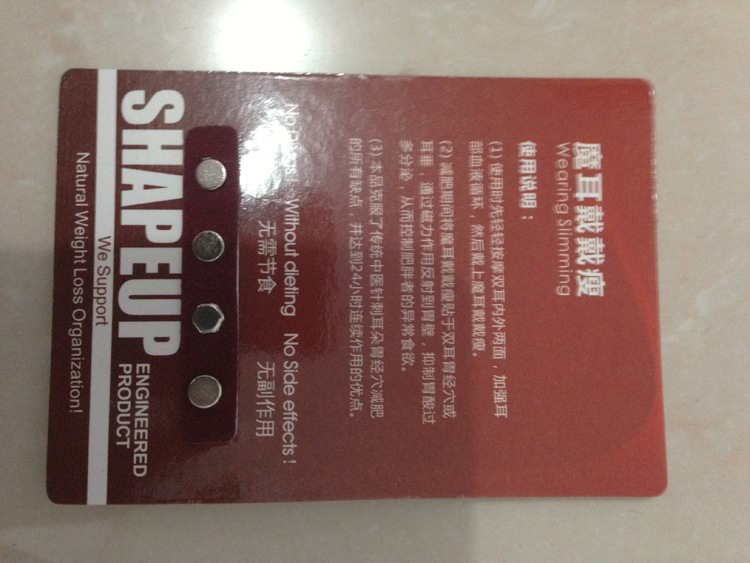 魔耳戴戴瘦
Wearing Slimming
使用说明：
(1) 使用时先轻轻按摩双耳内外两面，加强耳
部血液循环，然后戴上魔耳戴戴瘦。
(2) 减肥期间将魔耳戴戴瘦贴于双耳胃经穴或
耳垂，通过磁力作用反射到胃壁，抑制胃酸过
多分泌，从而控制肥胖者的异常食欲。
(3) 本品克服了传统中医针刺耳朵胃经穴减肥
的所有缺点，并达到24小时连续作用的优点。
Without dieting No Side effects!
无需节食 无副作用
SHAPEUP
ENGINEERED
PRODUCT
We Support
Natural Weight Loss Organization!